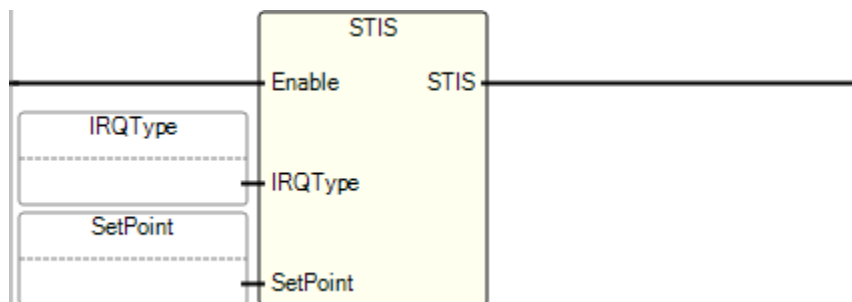 STIS
Enable STIS
IRQType
IRQType
SetPoint
SetPoint